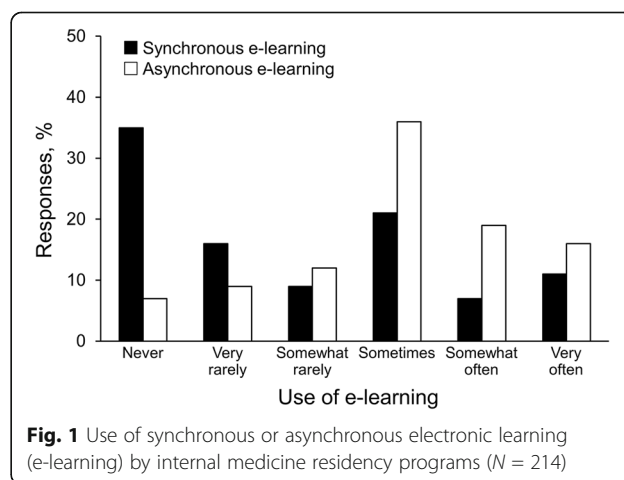 50
40
30
20
10
0
Responses, %
Synchronous e-learning
Asynchronous e-learning
Never
Very
rarely
Somewhat
rarely
Sometimes
Somewhat
often
Very
often
Use of e-learning
Fig. 1 Use of synchronous or asynchronous electronic learning
(e-learning) by internal medicine residency programs (N = 214)